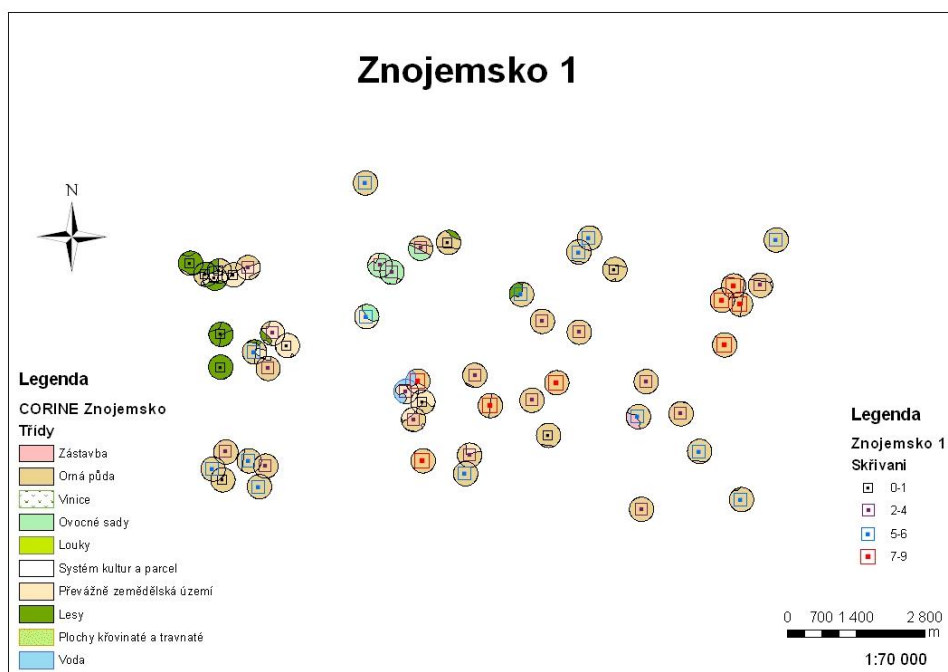 Znojemsko 1
N
Legenda
CORINE Znojemsko
Třídy
Zástavba
Orná půda
Vinice
Ovocné sady
Louky
Systém kultur a parcel
Převážně zemědělská území
Lesy
Plochy křovinaté a travnaté
Voda
Legenda
Znojemsko 1
Skřivani
0-1
2-4
5-6
7-9
0 700 1 400 2 800
m
1:70 000